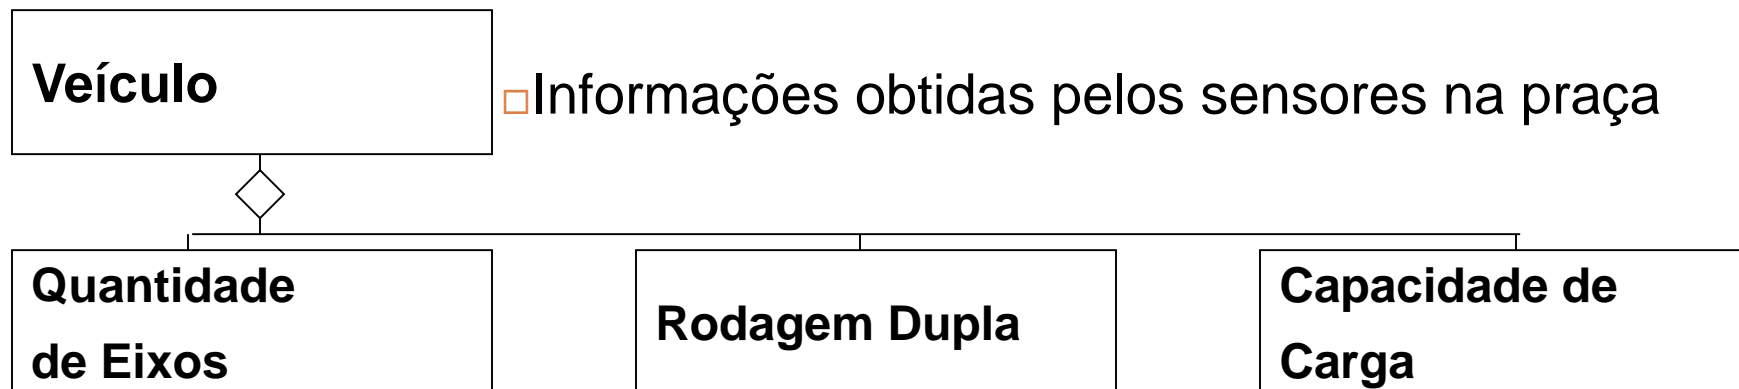 Veículo
Informações obtidas pelos sensores na praça
Quantidade
de Eixos
Rodagem Dupla
Capacidade de
Carga